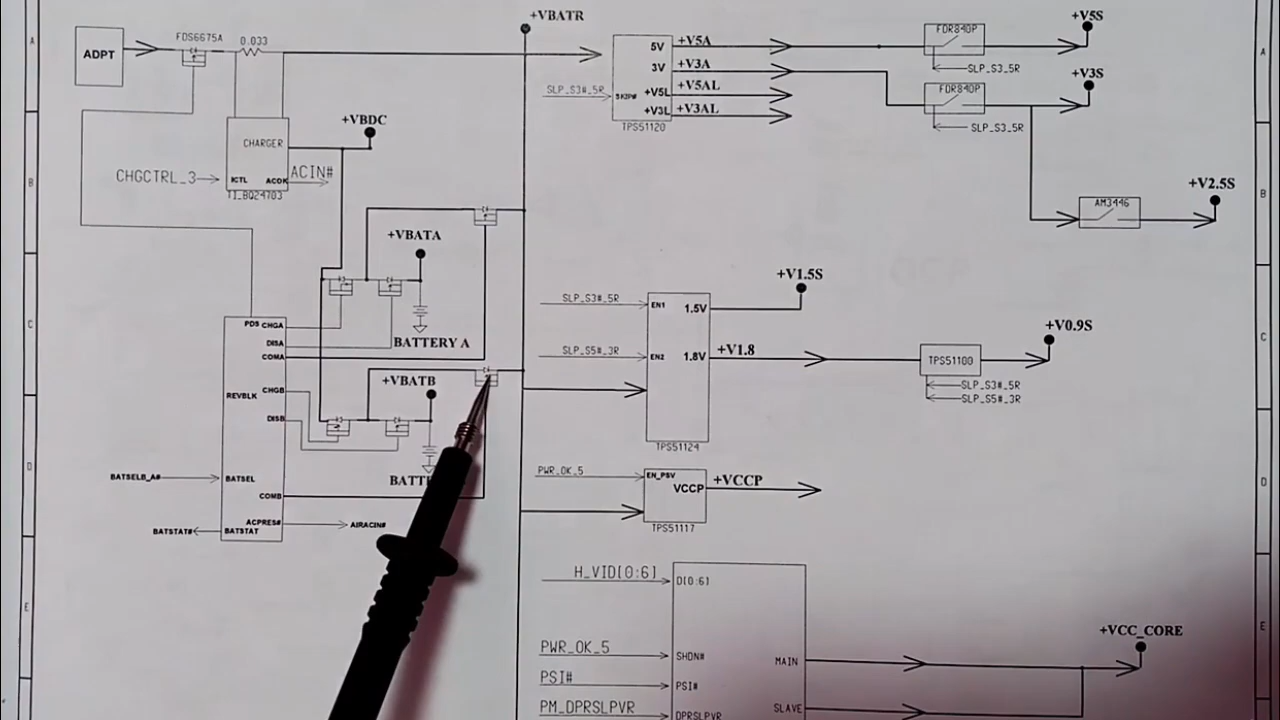 A
ADPT
FDS6675A
0.033
+VBATR
5V
+V5A
3V
+V3A
SLP_S3#_5R
SKIP#
+V5L
+V5AL
+V3L
+V3AL
TPS51120
FDR840P
+V5S
SLP_S3_5R
FDR840P
+V3S
SLP_S3_5R
A
+VBDC
CHARGER
B
CHGCTRL_3
ICTL
ACOK
ACIN#
TI_BQ24703
AM3446
+V2.5S
B
+VBATA
BATTERY A
C
PDS
CHGA
DISA
COMA
CHGB
REVBLK
DISB
+VBATB
SLP_S3#_5R
EN1
1.5V
+V1.5S
SLP_S5#_3R
EN2
1.8V
+V1.8
TPS51124
TPS51100
+V0.9S
SLP_S3#_5R
SLP_S5#_3R
C
D
BATSELB_A#
BATSEL
COMB
ACPRES#
AIRACIN#
BATSTAT#
BATSTAT
PWR_OK_5
EN_PSV
VCCP
+VCCP
TPS51117
D
E
H_VID[0:6]
D[0:6]
PWR_OK_5
SHDN#
MAIN
+VCC_CORE
PSI#
PSI#
PM_DPRSLPVR
DPRSLPVR
SLAVE
E